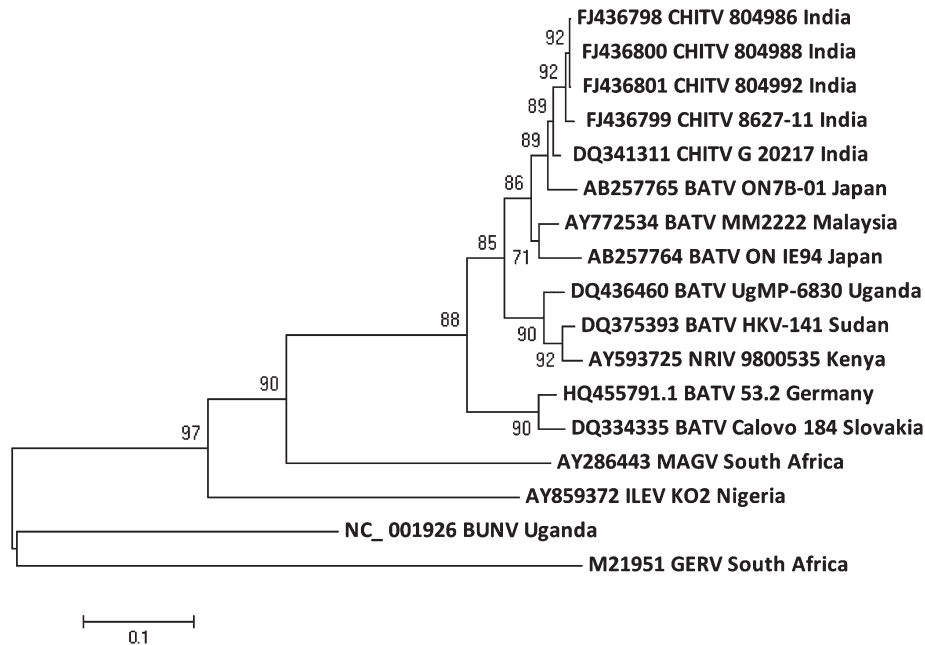 FJ436798 CHITV 804986 India
92
FJ436800 CHITV 804988 India
92
FJ436801 CHITV 804992 India
89
FJ436799 CHITV 8627-11 India
89
DQ341311 CHITV G 20217 India
86
AB257765 BATV ON7B-01 Japan
AY772534 BATV MM2222 Malaysia
85
71
AB257764 BATV ON IE94 Japan
DQ436460 BATV UgMP-6830 Uganda
88
DQ375393 BATV HKV-141 Sudan
90
92
AY593725 NRIV 9800535 Kenya
90
HQ455791.1 BATV 53.2 Germany
90
DQ334335 BATV Calovo 184 Slovakia
97
AY286443 MAGV South Africa
AY859372 ILEV KO2 Nigeria
NC_ 001926 BUNV Uganda
M21951 GERV South Africa
0.1